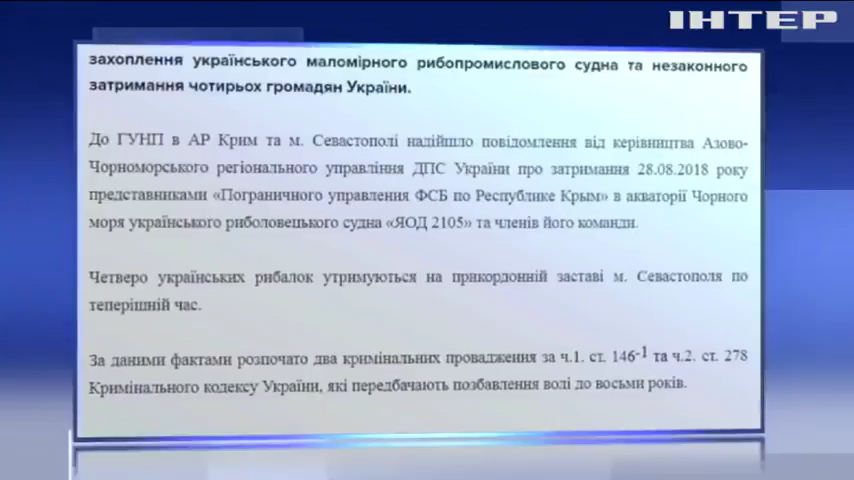 ІНТЕР
захоплення українського маломірного рибопромислового судна та незаконного
затримання чотирьох громадян України.
До ГУНП в АР Крим та м. Севастополі надійшло повідомлення від керівництва Азово-
Чорноморського регіонального управління ДПС України про затримання 28.08.2018 року
представниками «Пограничного управления ФСБ по Республике Крым» в акваторії Чорного
моря українського риболовецького судна «ЯОД 2105» та членів його команди.
Четверо українських рибалок утримуються на прикордонній заставі м. Севастополя по
теперішній час.
За даними фактами розпочато два кримінальних провадження за ч.1. ст. 146-1 та ч.2. ст. 278
Кримінального кодексу України, які передбачають позбавлення волі до восьми років.